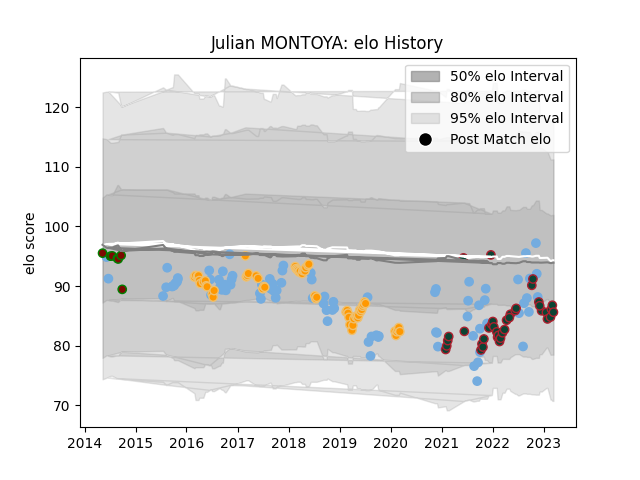 Julian MONTOYA: elo History
50% elo Interval
80% elo Interval
95% elo Interval
Post Match elo
elo score
120
110
100
90
80
70
2014 2015 2016 2017 2018 2019 2020 2021 2022 2023